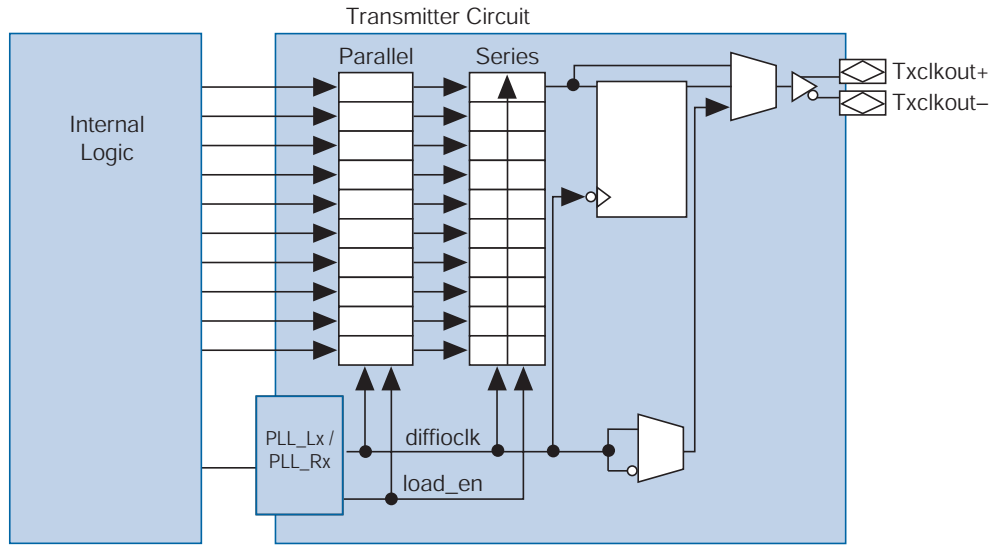 Transmitter Circuit
Parallel
Series
Txclkout+
Txclkout–
Internal
Logic
PLL_Lx /
PLL_Rx
diffioclk
load_en